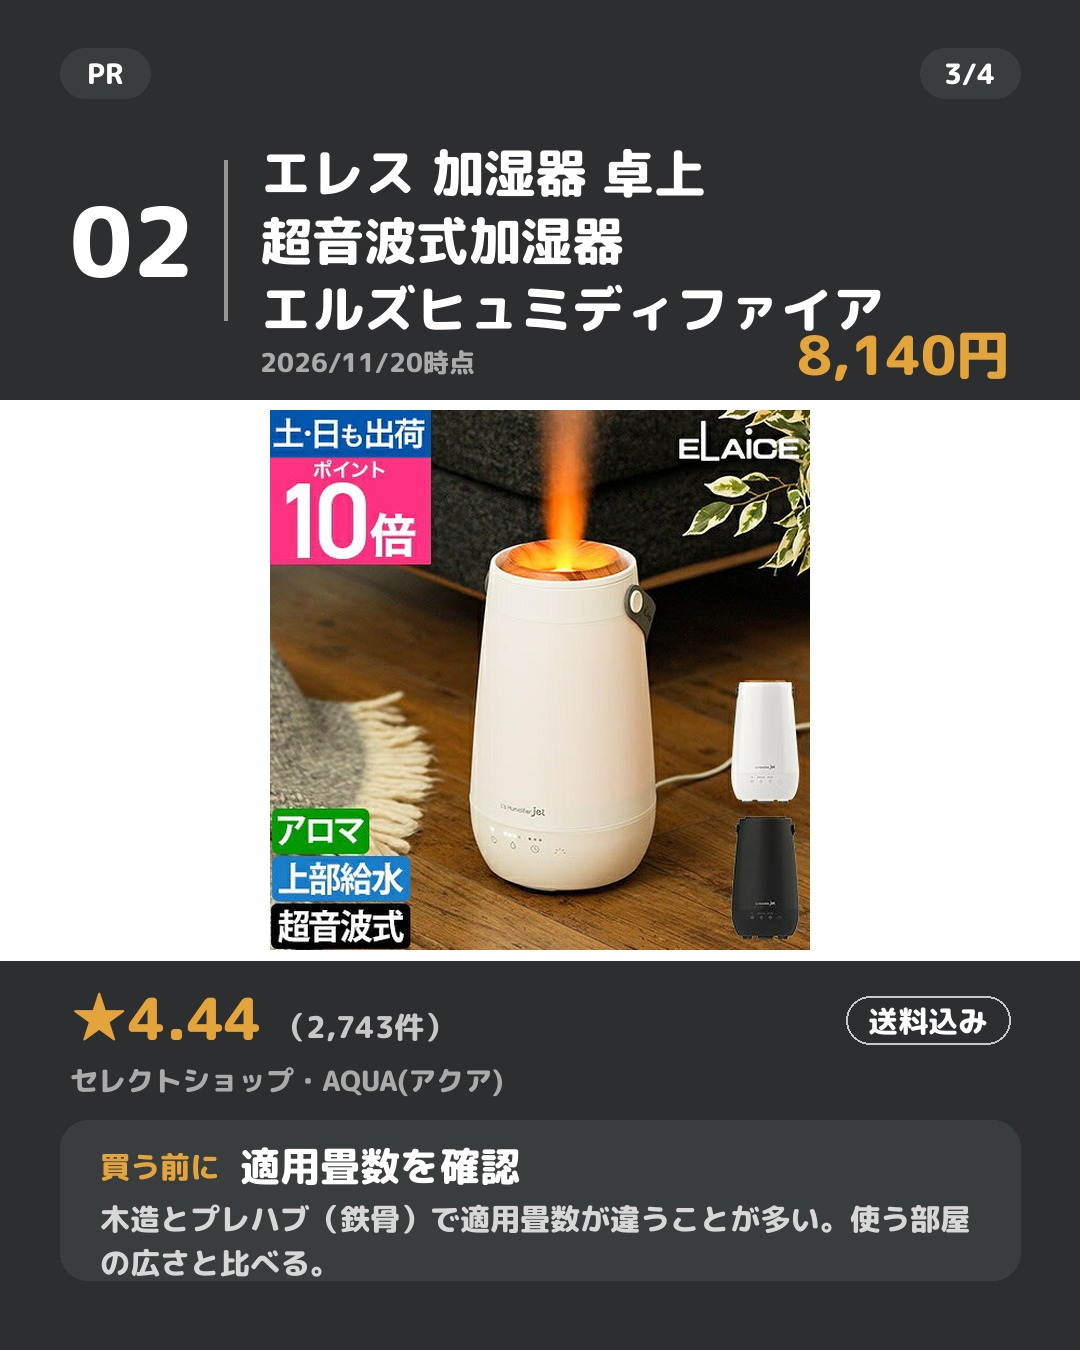 PR
3/4
02
エレス 加湿器 卓上
超音波式加湿器
エルズヒュミディファイア
2026/11/20時点
8,140円
土・日も出荷
ポイント
10倍
ELAiCE
jet
アロマ
上部給水
超音波式
★4.44（2,743件）
送料込み
セレクトショップ・AQUA(アクア)
買う前に 適用畳数を確認
木造とプレハブ（鉄骨）で適用畳数が違うことが多い。使う部屋
の広さと比べる。